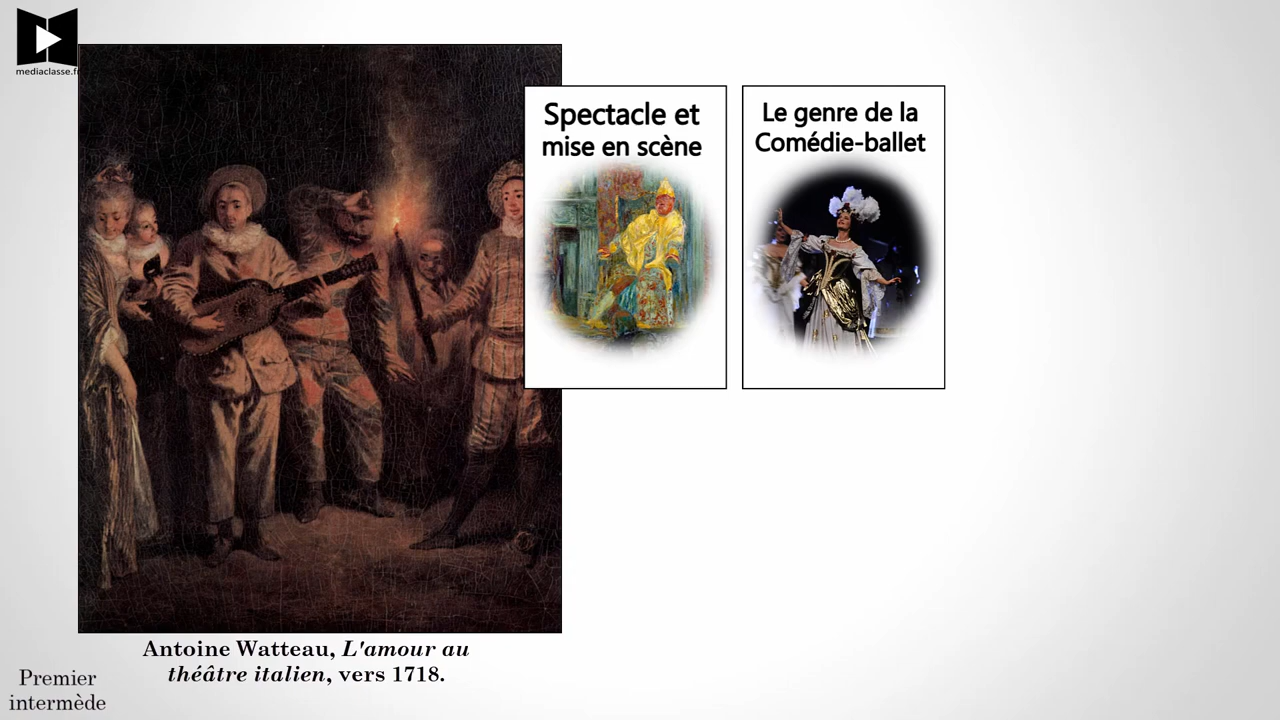 mediaclasse.fr
Spectacle et
mise en scène
Le genre de la
Comédie-ballet
Antoine Watteau, L'amour au
théâtre italien, vers 1718.
Premier
intermède